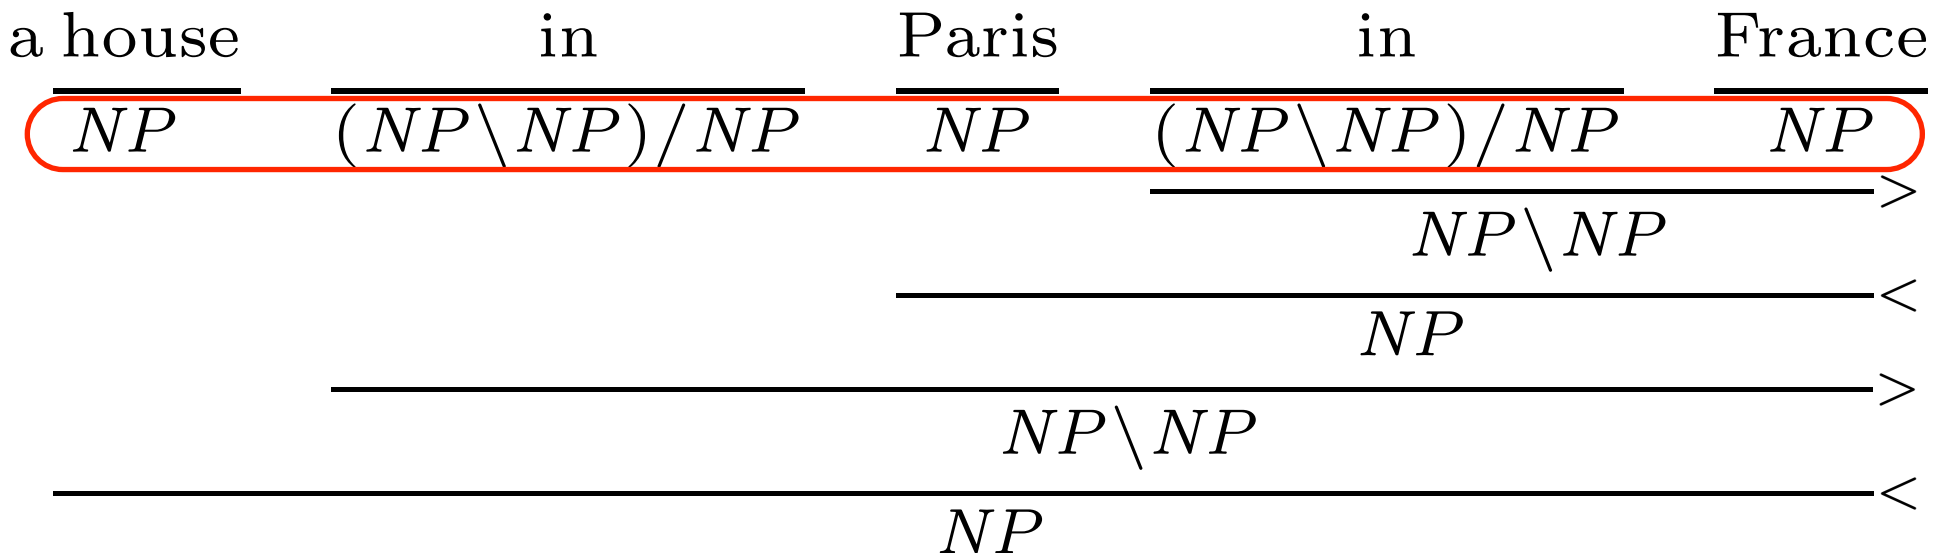 a house in Paris in France
NP (NP\NP)/NP NP (NP\NP)/NP NP
>
NP\NP
<
NP
>
NP\NP
<
NP